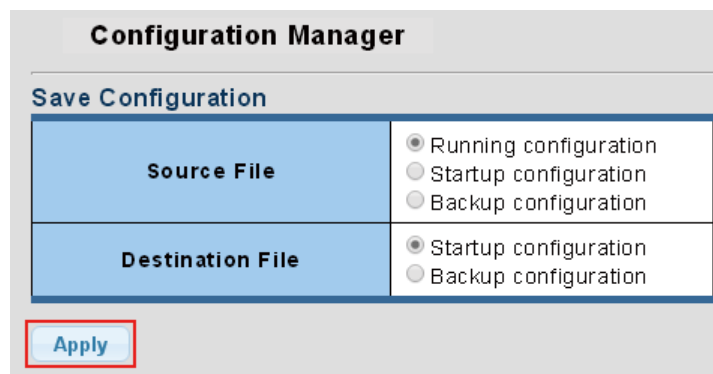 Configuration Manager
Save Configuration
Source File
Running configuration
Startup configuration
Backup configuration
Destination File
Startup configuration
Backup configuration
Apply